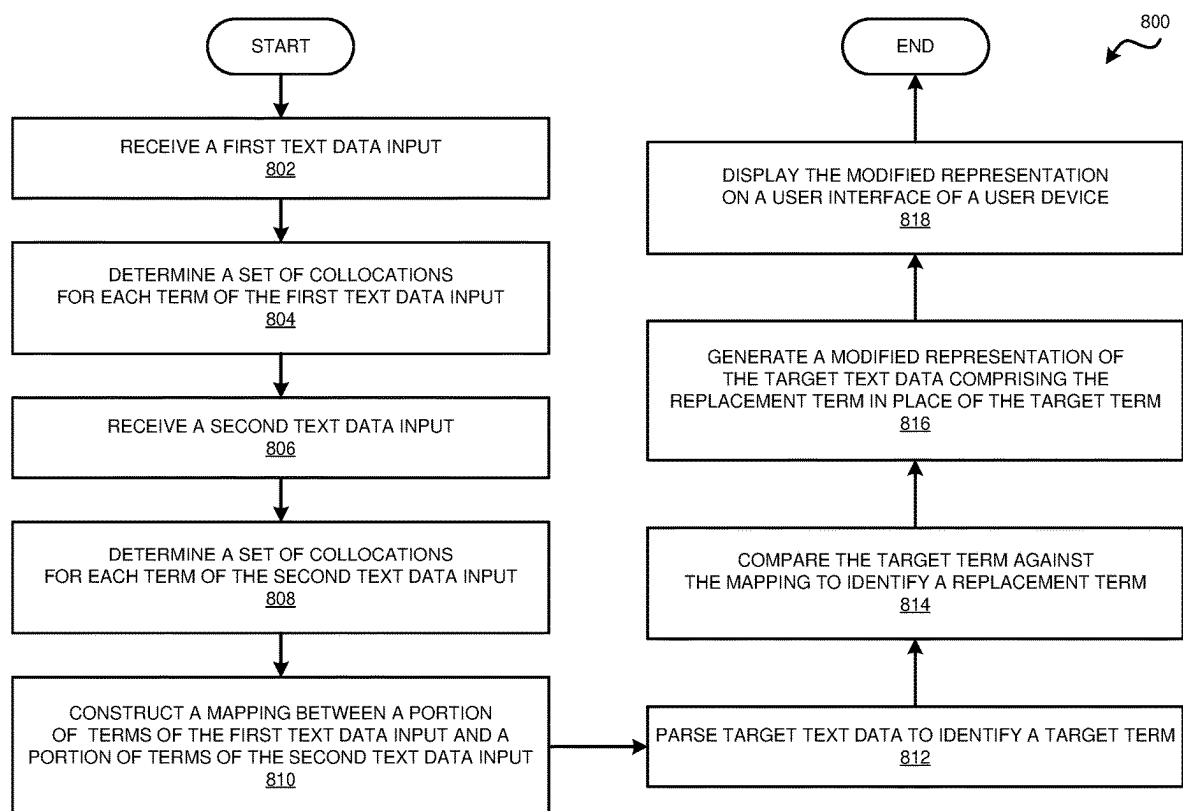 START
RECEIVE A FIRST TEXT DATA INPUT
802
DETERMINE A SET OF COLLOCATIONS
FOR EACH TERM OF THE FIRST TEXT DATA INPUT
804
RECEIVE A SECOND TEXT DATA INPUT
806
DETERMINE A SET OF COLLOCATIONS
FOR EACH TERM OF THE SECOND TEXT DATA INPUT
808
CONSTRUCT A MAPPING BETWEEN A PORTION
OF TERMS OF THE FIRST TEXT DATA INPUT AND A
PORTION OF TERMS OF THE SECOND TEXT DATA INPUT
810
PARSE TARGET TEXT DATA TO IDENTIFY A TARGET TERM
812
COMPARE THE TARGET TERM AGAINST
THE MAPPING TO IDENTIFY A REPLACEMENT TERM
814
GENERATE A MODIFIED REPRESENTATION OF
THE TARGET TEXT DATA COMPRISING THE
REPLACEMENT TERM IN PLACE OF THE TARGET TERM
816
DISPLAY THE MODIFIED REPRESENTATION
ON A USER INTERFACE OF A USER DEVICE
818
END
800